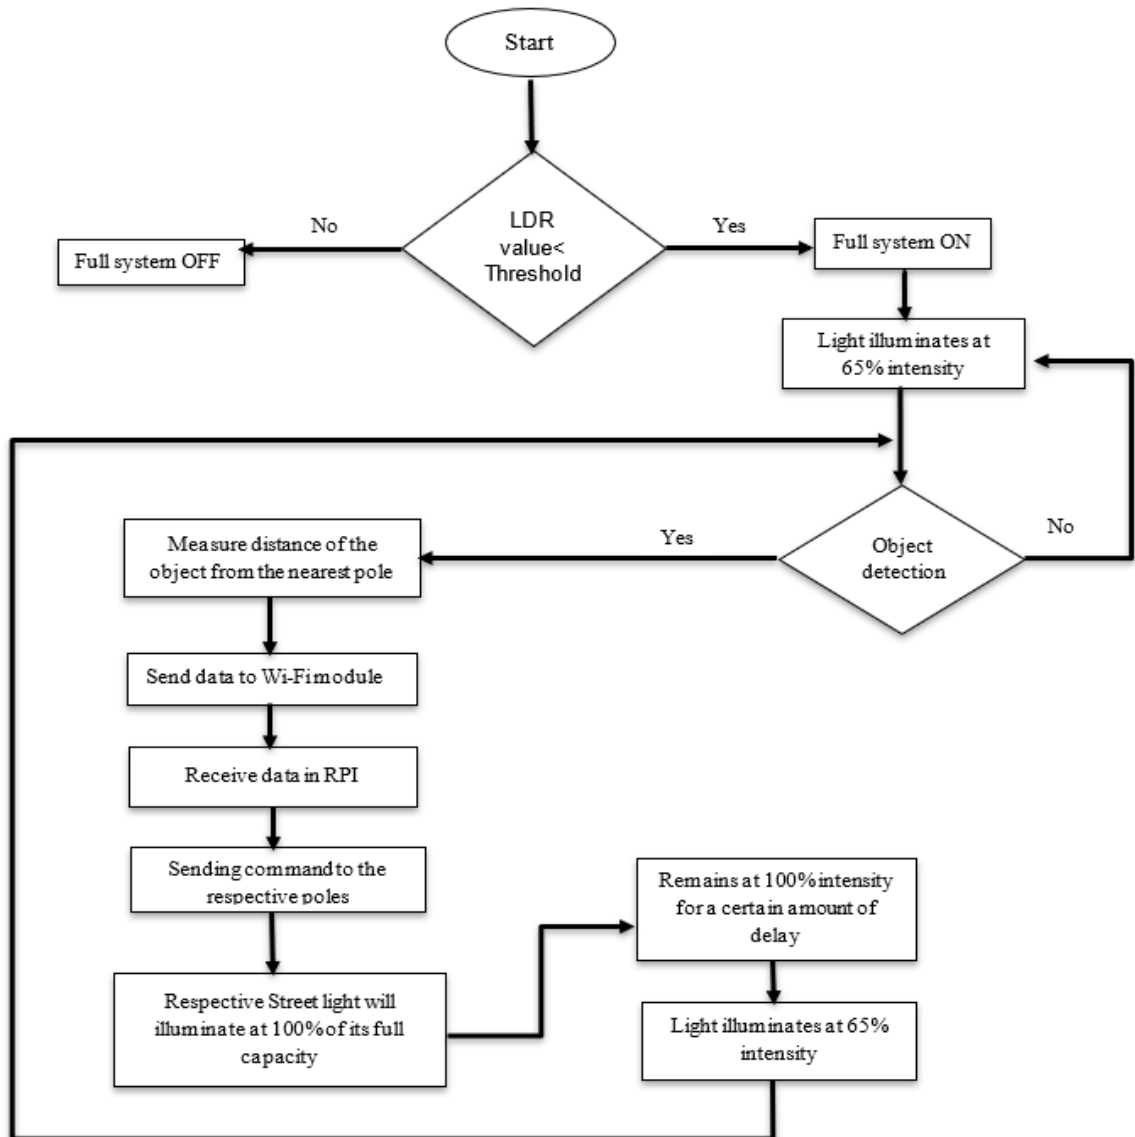 Start
LDR
value<
Threshold
No
Yes
Full system OFF
Full system ON
Light illuminates at
65% intensity
Object
detection
No
Yes
Measure distance of the
object from the nearest pole
Send data to Wi-Fi module
Receive data in RPI
Sending command to the
respective poles
Respective Street light will
illuminate at 100% of its full
capacity
Remains at 100% intensity
for a certain amount of
delay
Light illuminates at 65%
intensity